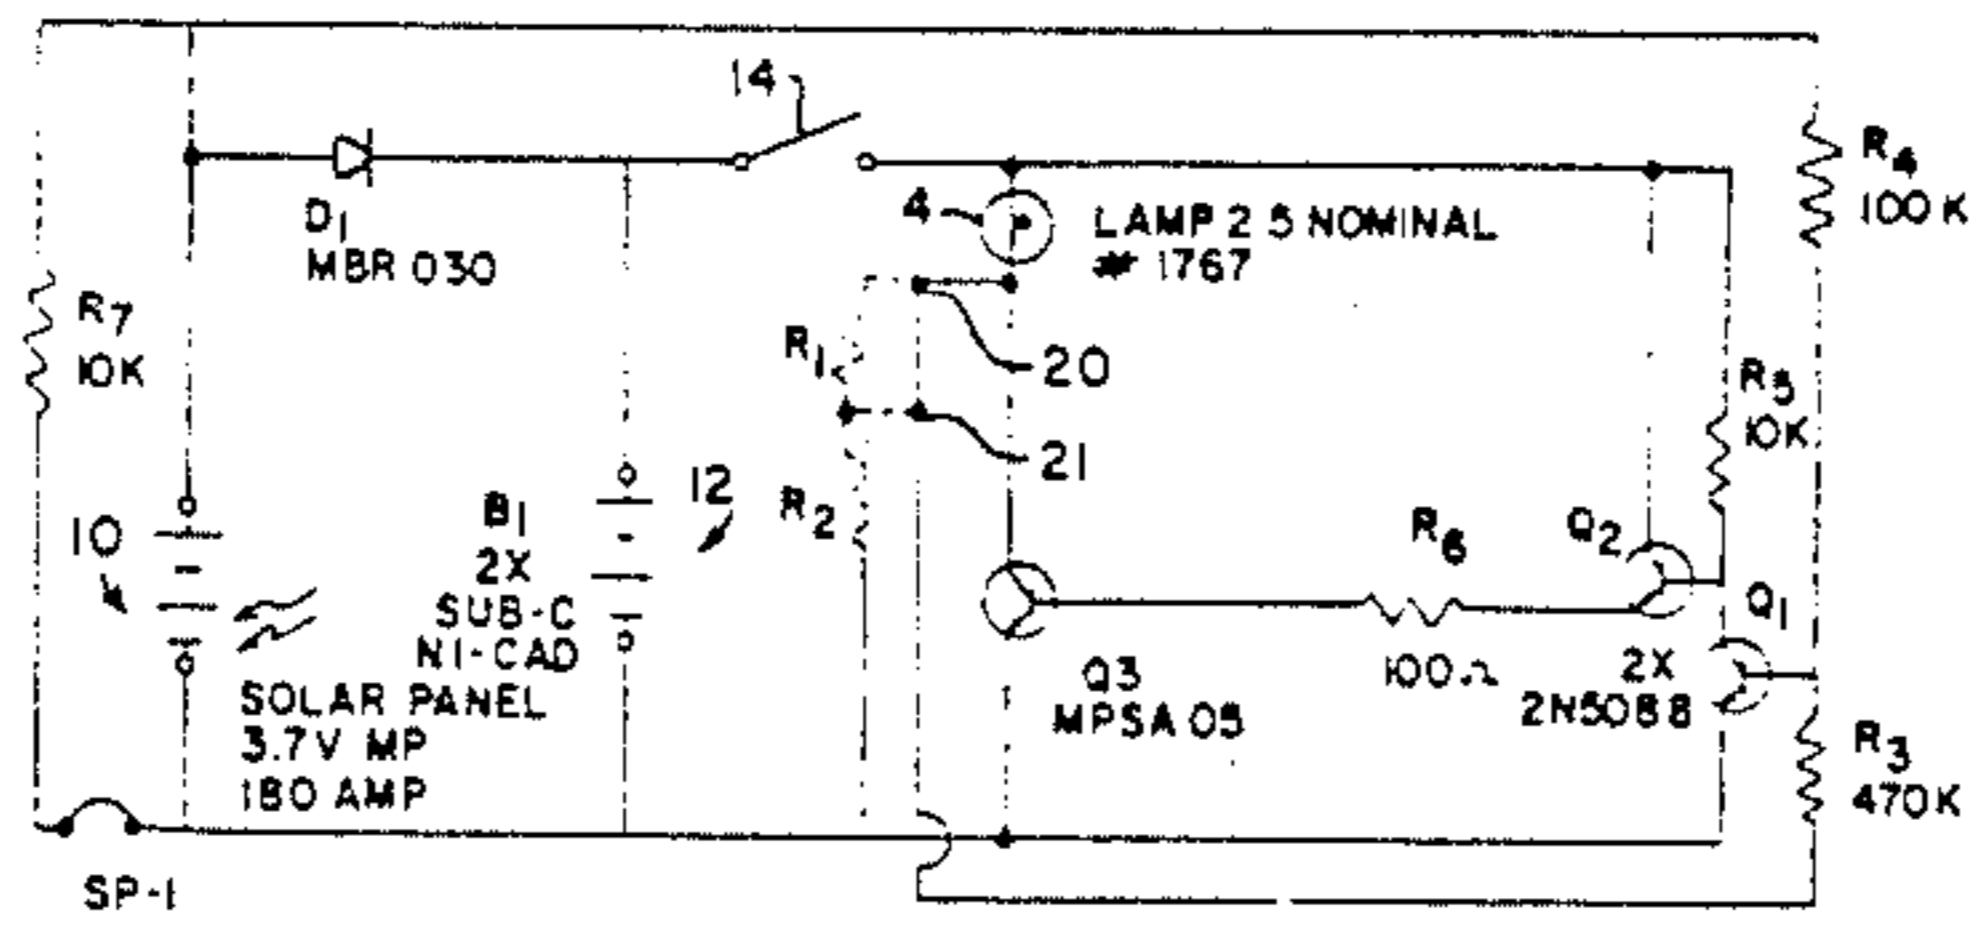 14
R4
100K
4
LAMP 2 5 NOMINAL
# 1767
D1
MBR 030
R7
10K
R1
20
R5
10K
21
12
R2
10
B1
2X
SUB-C
NI-CAD
R6
100Ω
Q2
Q1
2X
2N5088
Q3
MPSA 05
SOLAR PANEL
3.7V MP
180 AMP
R3
470K
SP-1